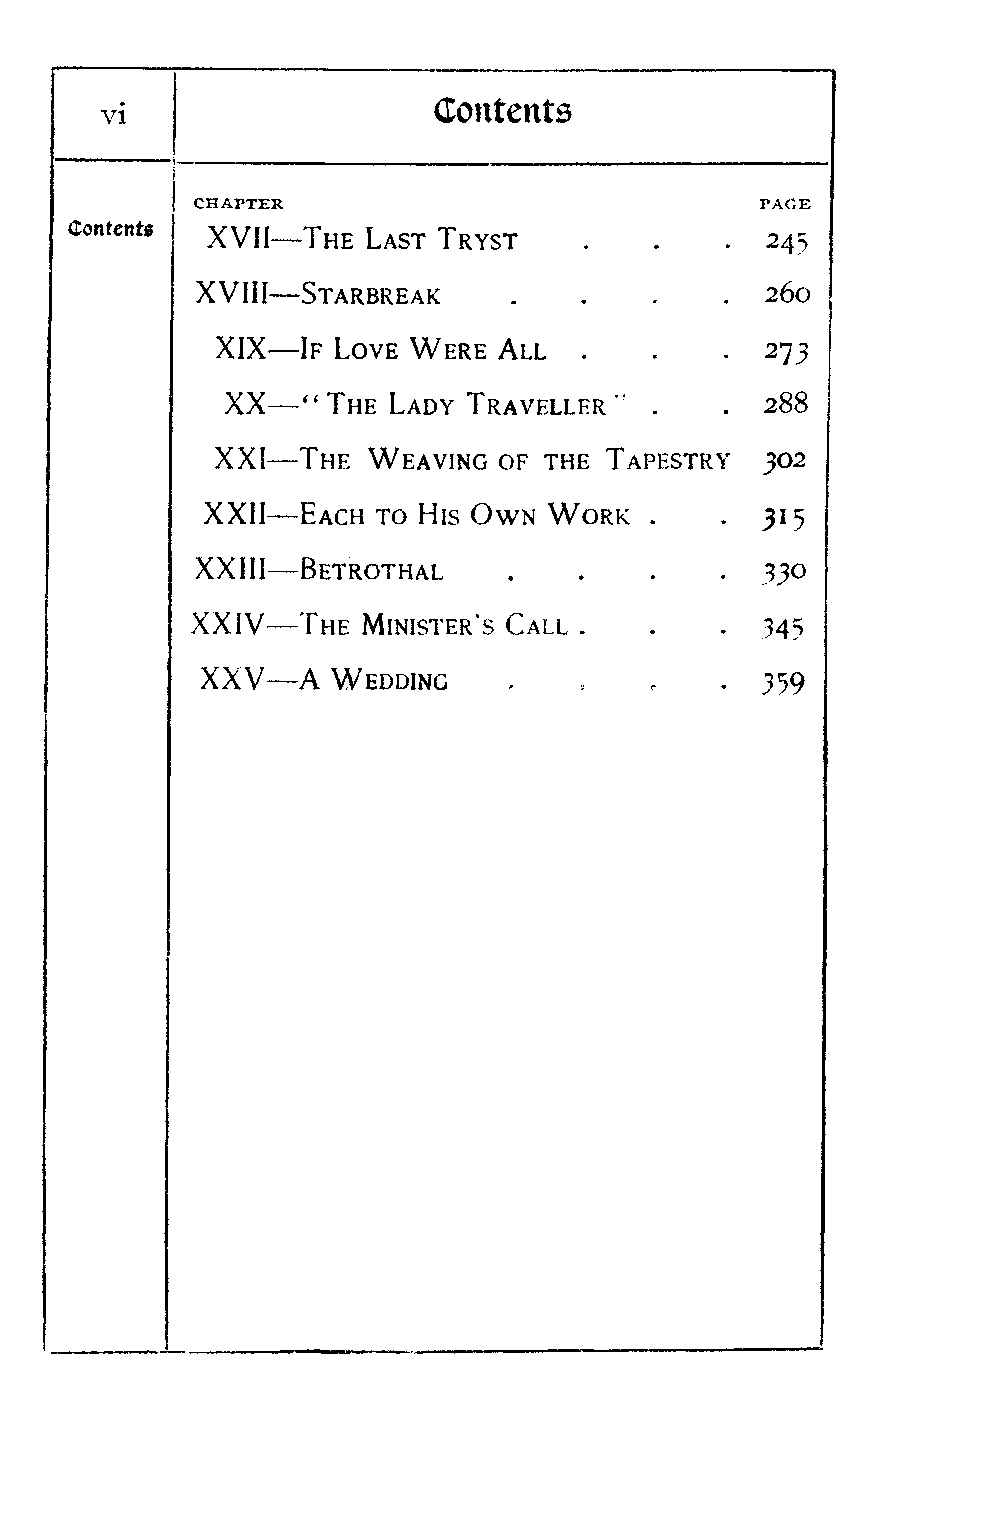 vi
Contents
Contents
CHAPTER PAGE
XVII—THE LAST TRYST . . . 245
XVIII—STARBREAK . . . . 260
XIX—IF LOVE WERE ALL . . . 273
XX—“THE LADY TRAVELLER” . . 288
XXI—THE WEAVING OF THE TAPESTRY 302
XXII—EACH TO HIS OWN WORK . . 315
XXIII—BETROTHAL . . . . 330
XXIV—THE MINISTER'S CALL . . . 345
XXV—A WEDDING . . . . 359